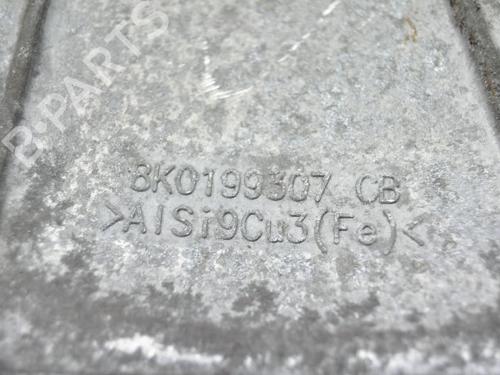 8K0199307 CB
>AlSi9Cu3(Fe)<
B-PARTS